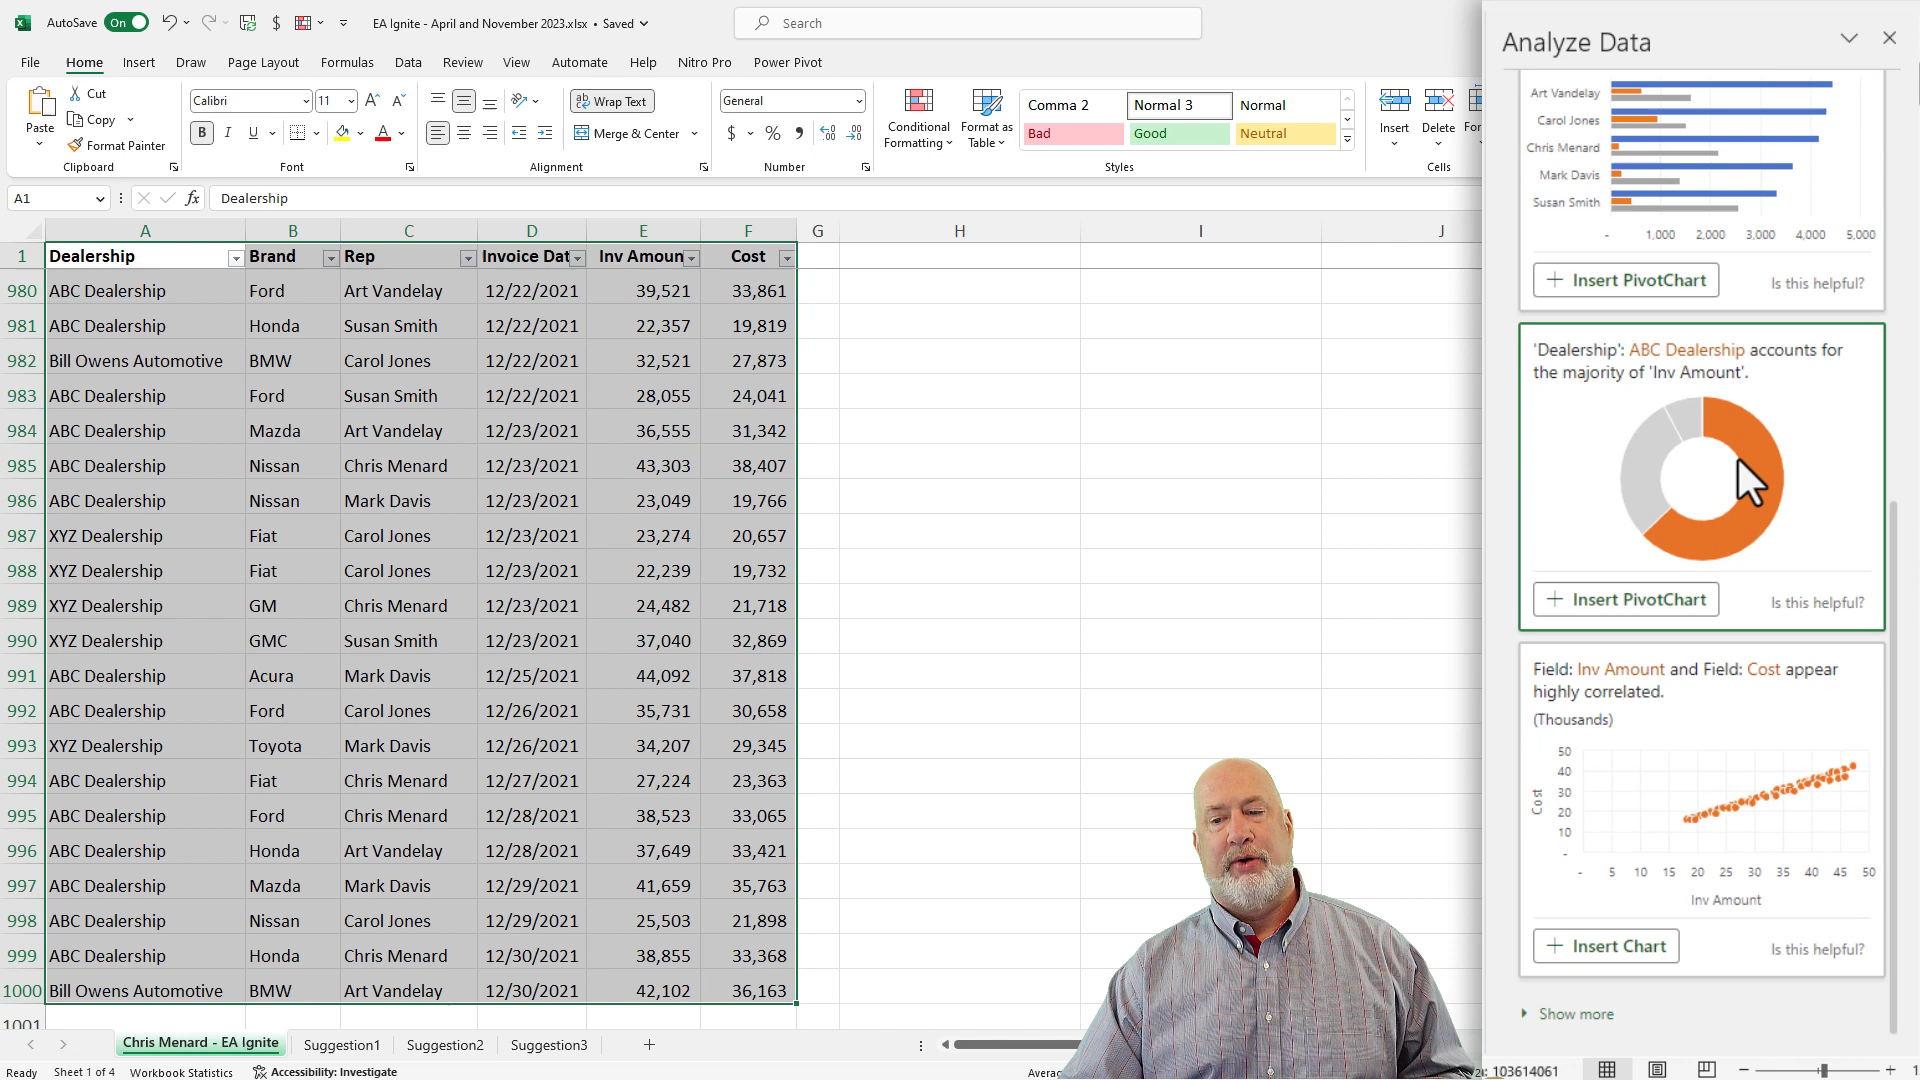 AutoSave On $ EA Ignite - April and November 2023.xlsx • Saved Search
File Home Insert Draw Page Layout Formulas Data Review View Automate Help Nitro Pro Power Pivot
Paste Cut Copy Format Painter
Clipboard
Calibri 11
B I U A
Font
Wrap Text
Merge & Center
Alignment
General
$ % 9
Number
Conditional Formatting Format as Table
Comma 2 Normal 3 Normal
Bad Good Neutral
Styles
Insert Delete
Cells
A1 fx Dealership
A B C D E F G H I J
1 Dealership Brand Rep Invoice Dat Inv Amoun Cost
980 ABC Dealership Ford Art Vandelay 12/22/2021 39,521 33,861
981 ABC Dealership Honda Susan Smith 12/22/2021 22,357 19,819
982 Bill Owens Automotive BMW Carol Jones 12/22/2021 32,521 27,873
983 ABC Dealership Ford Susan Smith 12/22/2021 28,055 24,041
984 ABC Dealership Mazda Art Vandelay 12/23/2021 36,555 31,342
985 ABC Dealership Nissan Chris Menard 12/23/2021 43,303 38,407
986 ABC Dealership Nissan Mark Davis 12/23/2021 23,049 19,766
987 XYZ Dealership Fiat Carol Jones 12/23/2021 23,274 20,657
988 XYZ Dealership Fiat Carol Jones 12/23/2021 22,239 19,732
989 XYZ Dealership GM Chris Menard 12/23/2021 24,482 21,718
990 XYZ Dealership GMC Susan Smith 12/23/2021 37,040 32,869
991 ABC Dealership Acura Mark Davis 12/25/2021 44,092 37,818
992 ABC Dealership Ford Carol Jones 12/26/2021 35,731 30,658
993 XYZ Dealership Toyota Mark Davis 12/26/2021 34,207 29,345
994 ABC Dealership Fiat Chris Menard 12/27/2021 27,224 23,363
995 ABC Dealership Ford Chris Menard 12/28/2021 38,523 33,065
996 ABC Dealership Honda Art Vandelay 12/28/2021 37,649 33,421
997 ABC Dealership Mazda Mark Davis 12/29/2021 41,659 35,763
998 ABC Dealership Nissan Carol Jones 12/29/2021 25,503 21,898
999 ABC Dealership Honda Chris Menard 12/30/2021 38,855 33,368
1000 Bill Owens Automotive BMW Art Vandelay 12/30/2021 42,102 36,163
1001
Chris Menard - EA Ignite Suggestion1 Suggestion2 Suggestion3
Ready Sheet 1 of 4 Workbook Statistics Accessibility: Investigate 103614061
Analyze Data
Art Vandelay
Carol Jones
Chris Menard
Mark Davis
Susan Smith
- 1,000 2,000 3,000 4,000 5,000
Insert PivotChart Is this helpful?
'Dealership': ABC Dealership accounts for
the majority of 'Inv Amount'.
Insert PivotChart Is this helpful?
Field: Inv Amount and Field: Cost appear
highly correlated.
(Thousands)
Cost
50
40
30
20
10
-
- 5 10 15 20 25 30 35 40 45 50
Inv Amount
Insert Chart Is this helpful?
Show more